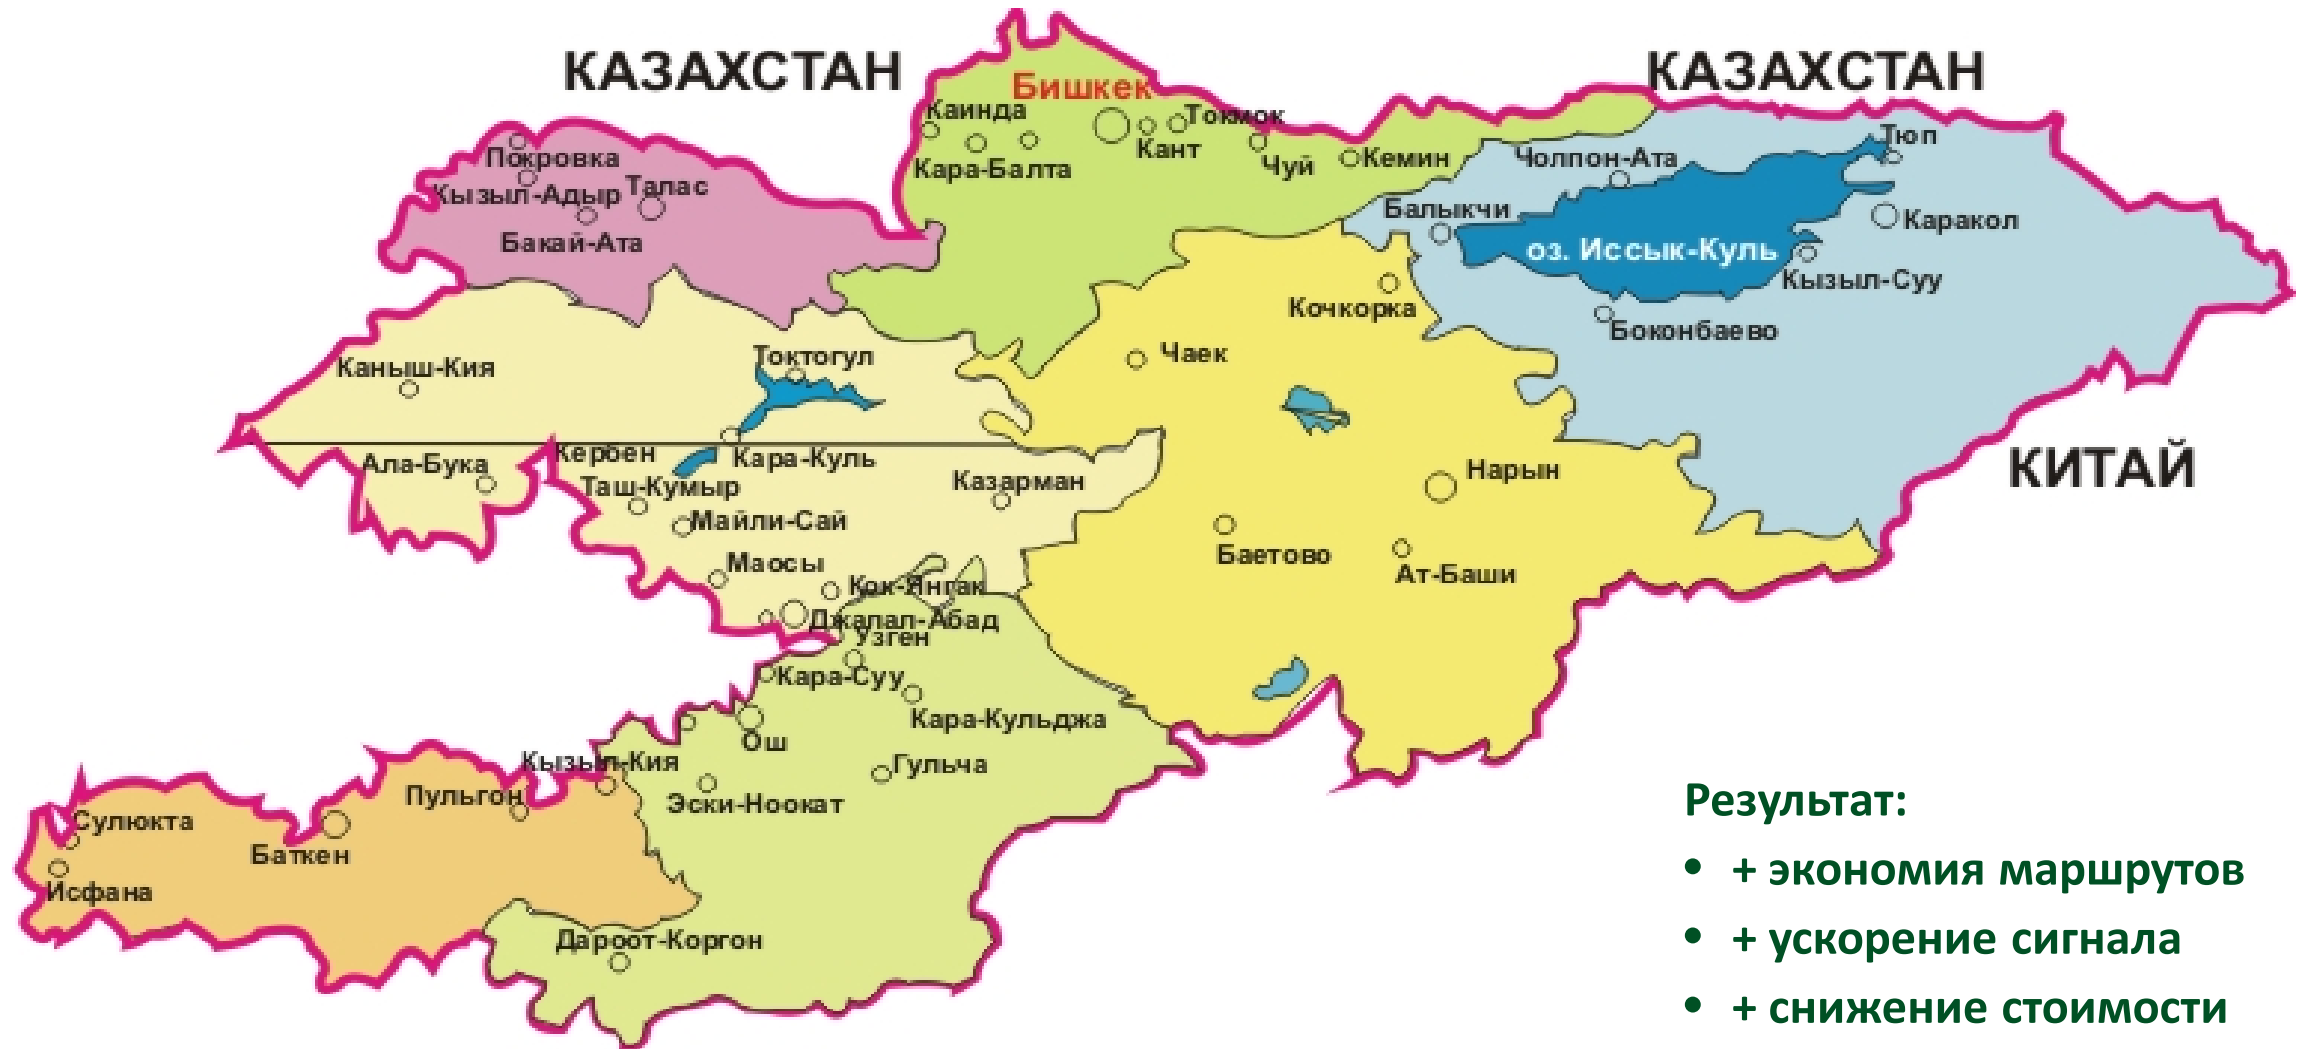 КАЗАХСТАН
КАЗАХСТАН
Бишкек
Каинда
Токмок
Кара-Балта
Кант
Чуй
Кемин
Покровка
Кызыл-Адыр
Талас
Бакай-Ата
Чолпон-Ата
Тюп
Балыкчи
Каракол
оз. Иссык-Куль
Кызыл-Суу
Кочкорка
Боконбаево
Каныш-Кия
Токтогул
Чаек
Кербен
Ала-Бука
Кара-Куль
Таш-Кумыр
Казарман
Нарын
КИТАЙ
Майли-Сай
Баетово
Ат-Баши
Маосы
Кок-Янгак
Джалал-Абад
Узген
Кара-Суу
Кара-Кульджа
Ош
Кызыл-Кия
Гульча
Пульгон
Эски-Ноокат
Сулюкта
Баткен
Исфана
Дароот-Коргон
Результат:
• + экономия маршрутов
• + ускорение сигнала
• + снижение стоимости